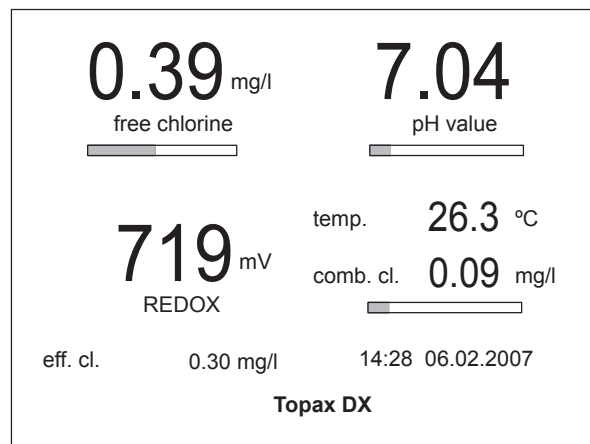 0.39 mg/l
free chlorine
7.04
pH value
719 mV
REDOX
temp. 26.3 ºC
comb. cl. 0.09 mg/l
eff. cl. 0.30 mg/l
14:28 06.02.2007
Topax DX